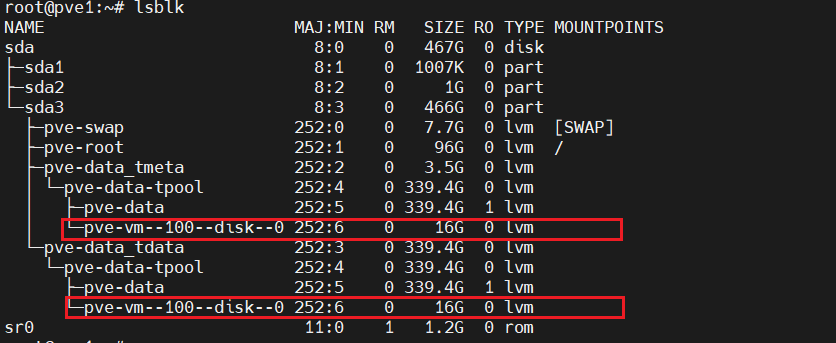 root@pve1:~# lsblk
NAME                         MAJ:MIN RM   SIZE RO TYPE MOUNTPOINTS
sda                            8:0    0   467G  0 disk
├─sda1                         8:1    0  1007K  0 part
├─sda2                         8:2    0     1G  0 part
└─sda3                         8:3    0   466G  0 part
  ├─pve-swap                 252:0    0   7.7G  0 lvm  [SWAP]
  ├─pve-root                 252:1    0    96G  0 lvm  /
  ├─pve-data_tmeta           252:2    0   3.5G  0 lvm
  │ └─pve-data-tpool         252:4    0 339.4G  0 lvm
  │   ├─pve-data             252:5    0 339.4G  1 lvm
  │   └─pve-vm--100--disk--0 252:6    0    16G  0 lvm
  └─pve-data_tdata           252:3    0 339.4G  0 lvm
    └─pve-data-tpool         252:4    0 339.4G  0 lvm
      ├─pve-data             252:5    0 339.4G  1 lvm
      └─pve-vm--100--disk--0 252:6    0    16G  0 lvm
sr0                           11:0    1   1.2G  0 rom